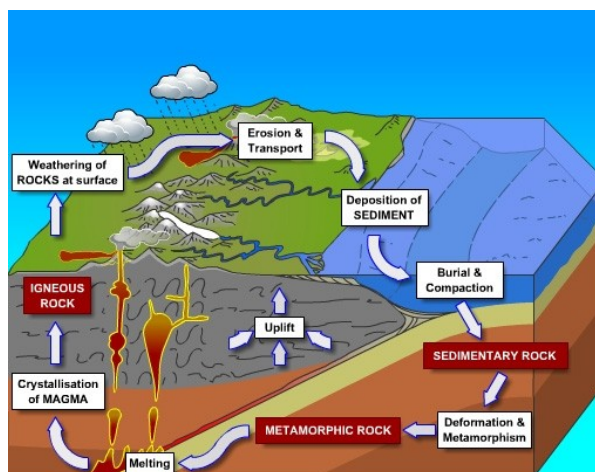 Erosion &
Transport
Weathering of
ROCKS at surface
Deposition of
SEDIMENT
Burial &
Compaction
IGNEOUS
ROCK
Uplift
SEDIMENTARY ROCK
Crystallisation
of MAGMA
Deformation &
Metamorphism
METAMORPHIC ROCK
Melting